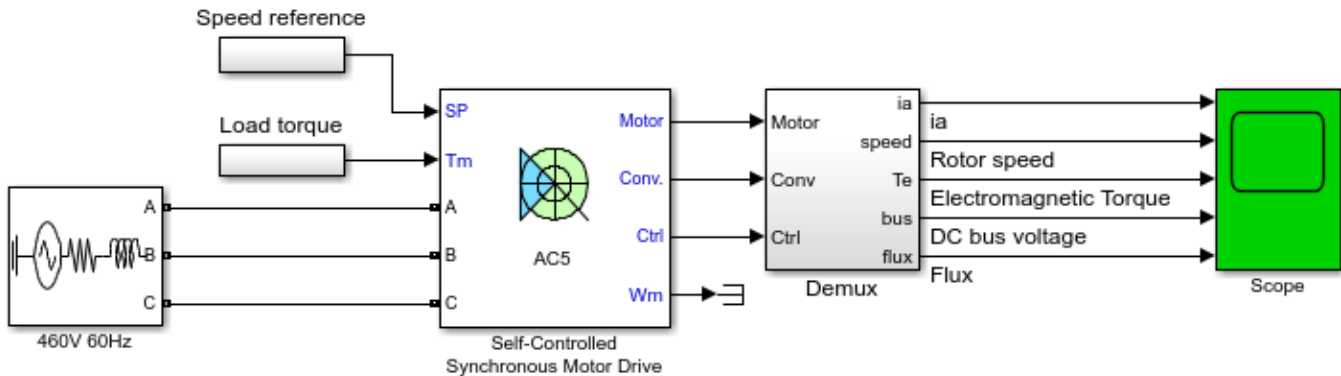 Speed reference
Load torque
A
B
C
460V 60Hz
SP
Tm
A
B
C
Motor
Conv.
Ctrl
Wm
AC5
Self-Controlled
Synchronous Motor Drive
Motor
Conv
Ctrl
ia
speed
Te
bus
flux
Demux
ia
Rotor speed
Electromagnetic Torque
DC bus voltage
Flux
Scope